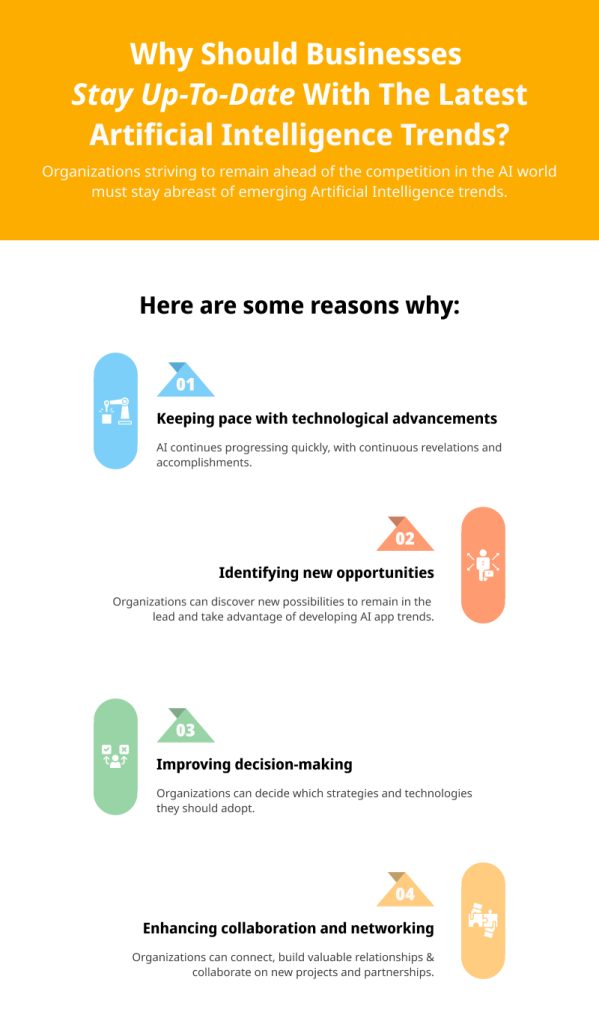 Why Should Businesses
Stay Up-To-Date With The Latest
Artificial Intelligence Trends?
Organizations striving to remain ahead of the competition in the AI world
must stay abreast of emerging Artificial Intelligence trends.
Here are some reasons why:
01
Keeping pace with technological advancements
AI continues progressing quickly, with continuous revelations and
accomplishments.
02
Identifying new opportunities
Organizations can discover new possibilities to remain in the
lead and take advantage of developing AI app trends.
03
Improving decision-making
Organizations can decide which strategies and technologies
they should adopt.
04
Enhancing collaboration and networking
Organizations can connect, build valuable relationships &
collaborate on new projects and partnerships.